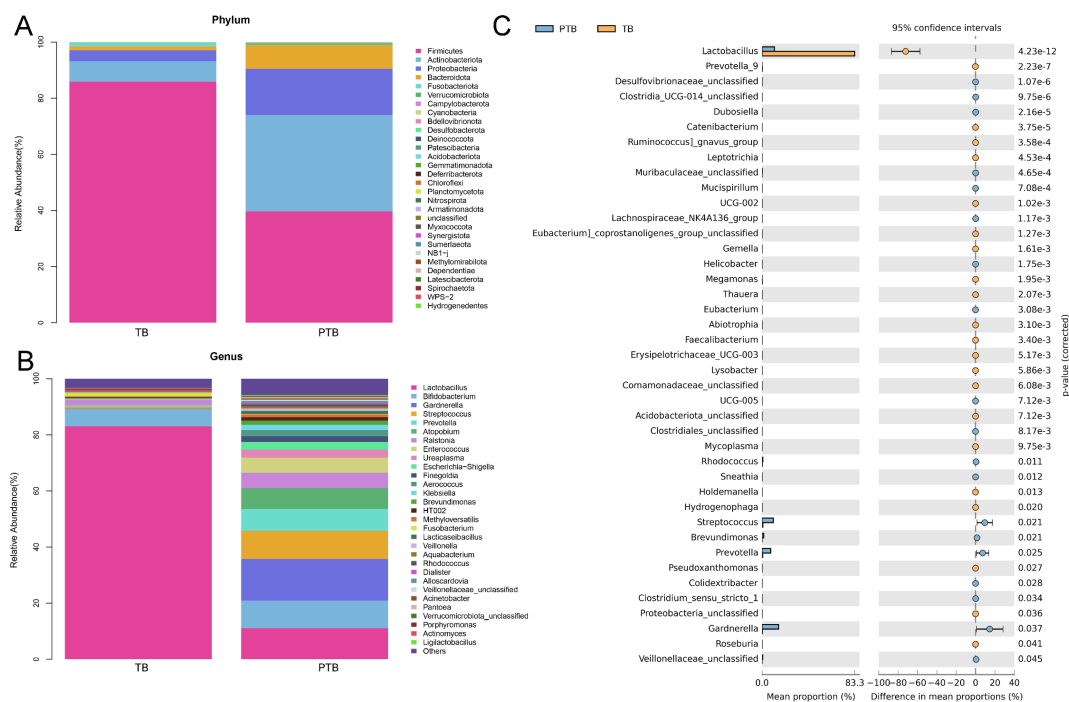 A
Phylum
Relative Abundance(%)
100
80
60
40
20
0
TB
PTB
Firmicutes
Actinobacteriota
Proteobacteria
Bacteroidota
Fusobacteriota
Verrucomicrobiota
Campylobacterota
Cyanobacteria
Bdellovibrionota
Desulfobacterota
Deinococcota
Patescibacteria
Acidobacteriota
Gemmatimonadota
Deferribacterota
Chloroflexi
Planctomycetota
Nitrospirota
Armatimonadota
unclassified
Myxococcota
Synergistota
Sumerlaeota
NB1-j
Methylomirabilota
Dependentiae
Latescibacterota
Spirochaetota
WPS-2
Hydrogenedentes
B
Genus
Relative Abundance(%)
100
80
60
40
20
0
TB
PTB
Lactobacillus
Bifidobacterium
Gardnerella
Streptococcus
Prevotella
Atopobium
Ralstonia
Enterococcus
Ureaplasma
Escherichia-Shigella
Finegoldia
Aerococcus
Klebsiella
Brevundimonas
HT002
Methyloversatilis
Fusobacterium
Lacticaseibacillus
Veillonella
Aquabacterium
Rhodococcus
Dialister
Alloscardovia
Veillonellaceae_unclassified
Acinetobacter
Pantoea
Verrucomicrobiota_unclassified
Porphyromonas
Actinomyces
Ligilactobacillus
Others
C
PTB TB
95% confidence intervals
Lactobacillus 4.23e-12
Prevotella_9 2.23e-7
Desulfovibrionaceae_unclassified 1.07e-6
Clostridia_UCG-014_unclassified 9.75e-6
Dubosiella 2.16e-5
Catenibacterium 3.75e-5
Ruminococcus]_gnavus_group 3.58e-4
Leptotrichia 4.53e-4
Muribaculaceae_unclassified 4.65e-4
Mucispirillum 7.08e-4
UCG-002 1.02e-3
Lachnospiraceae_NK4A136_group 1.17e-3
Eubacterium]_coprostanoligenes_group_unclassified 1.27e-3
Gemella 1.61e-3
Helicobacter 1.75e-3
Megamonas 1.95e-3
Thauera 2.07e-3
Eubacterium 3.08e-3
Abiotrophia 3.10e-3
Faecalibacterium 3.40e-3
Erysipelotrichaceae_UCG-003 5.17e-3
Lysobacter 5.86e-3
Comamonadaceae_unclassified 6.08e-3
UCG-005 7.12e-3
Acidobacteriota_unclassified 7.12e-3
Clostridiales_unclassified 8.17e-3
Mycoplasma 9.75e-3
Rhodococcus 0.011
Sneathia 0.012
Holdemanella 0.013
Hydrogenophaga 0.020
Streptococcus 0.021
Brevundimonas 0.021
Prevotella 0.025
Pseudoxanthomonas 0.027
Colidextribacter 0.028
Clostridium_sensu_stricto_1 0.034
Proteobacteria_unclassified 0.036
Gardnerella 0.037
Roseburia 0.041
Veillonellaceae_unclassified 0.045
p-value (corrected)
0.0 83.3 −100 −80 −60 −40 −20 0 20 40
Mean proportion (%) Difference in mean proportions (%)